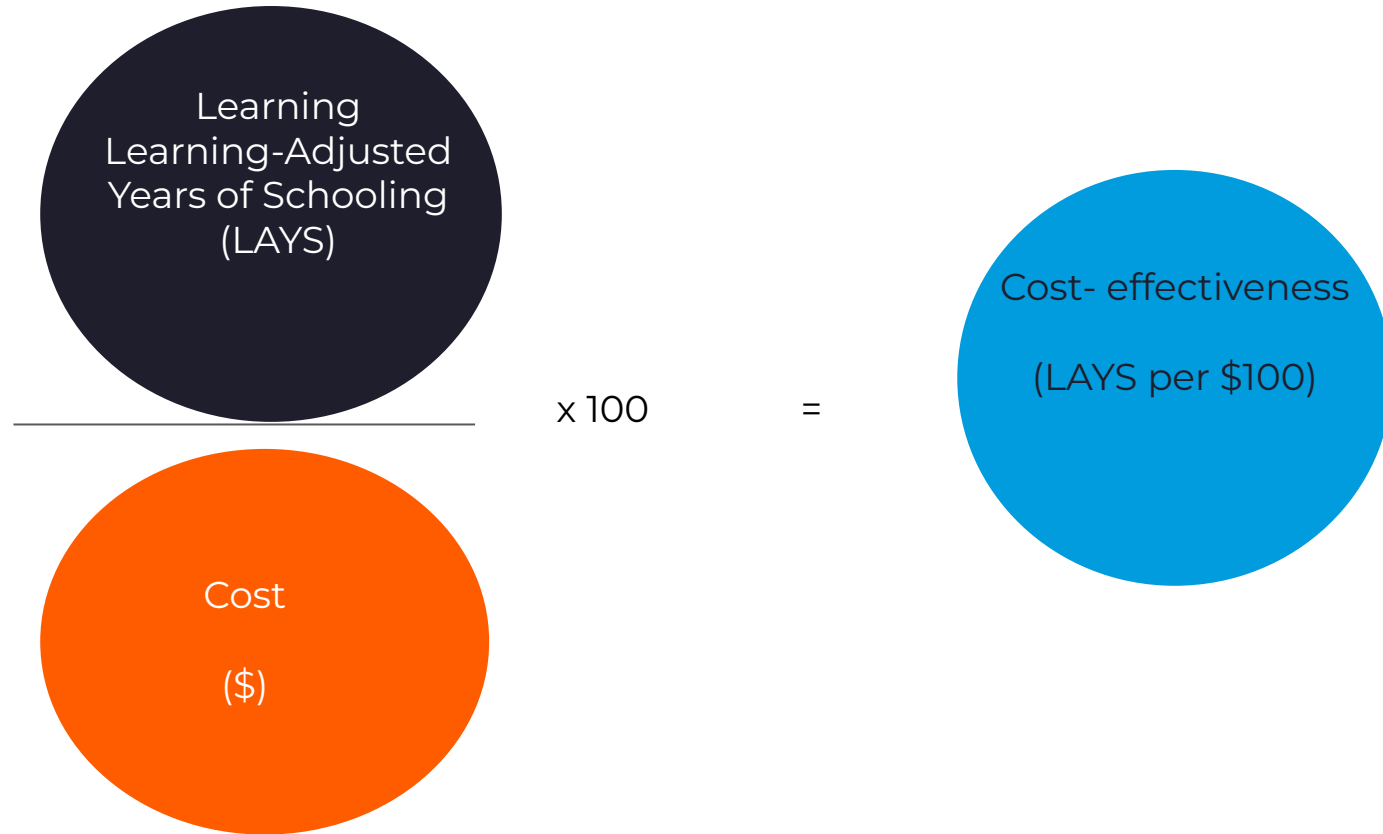 Learning
Learning-Adjusted
Years of Schooling
(LAYS)
Cost
($)
x 100
=
Cost- effectiveness
(LAYS per $100)